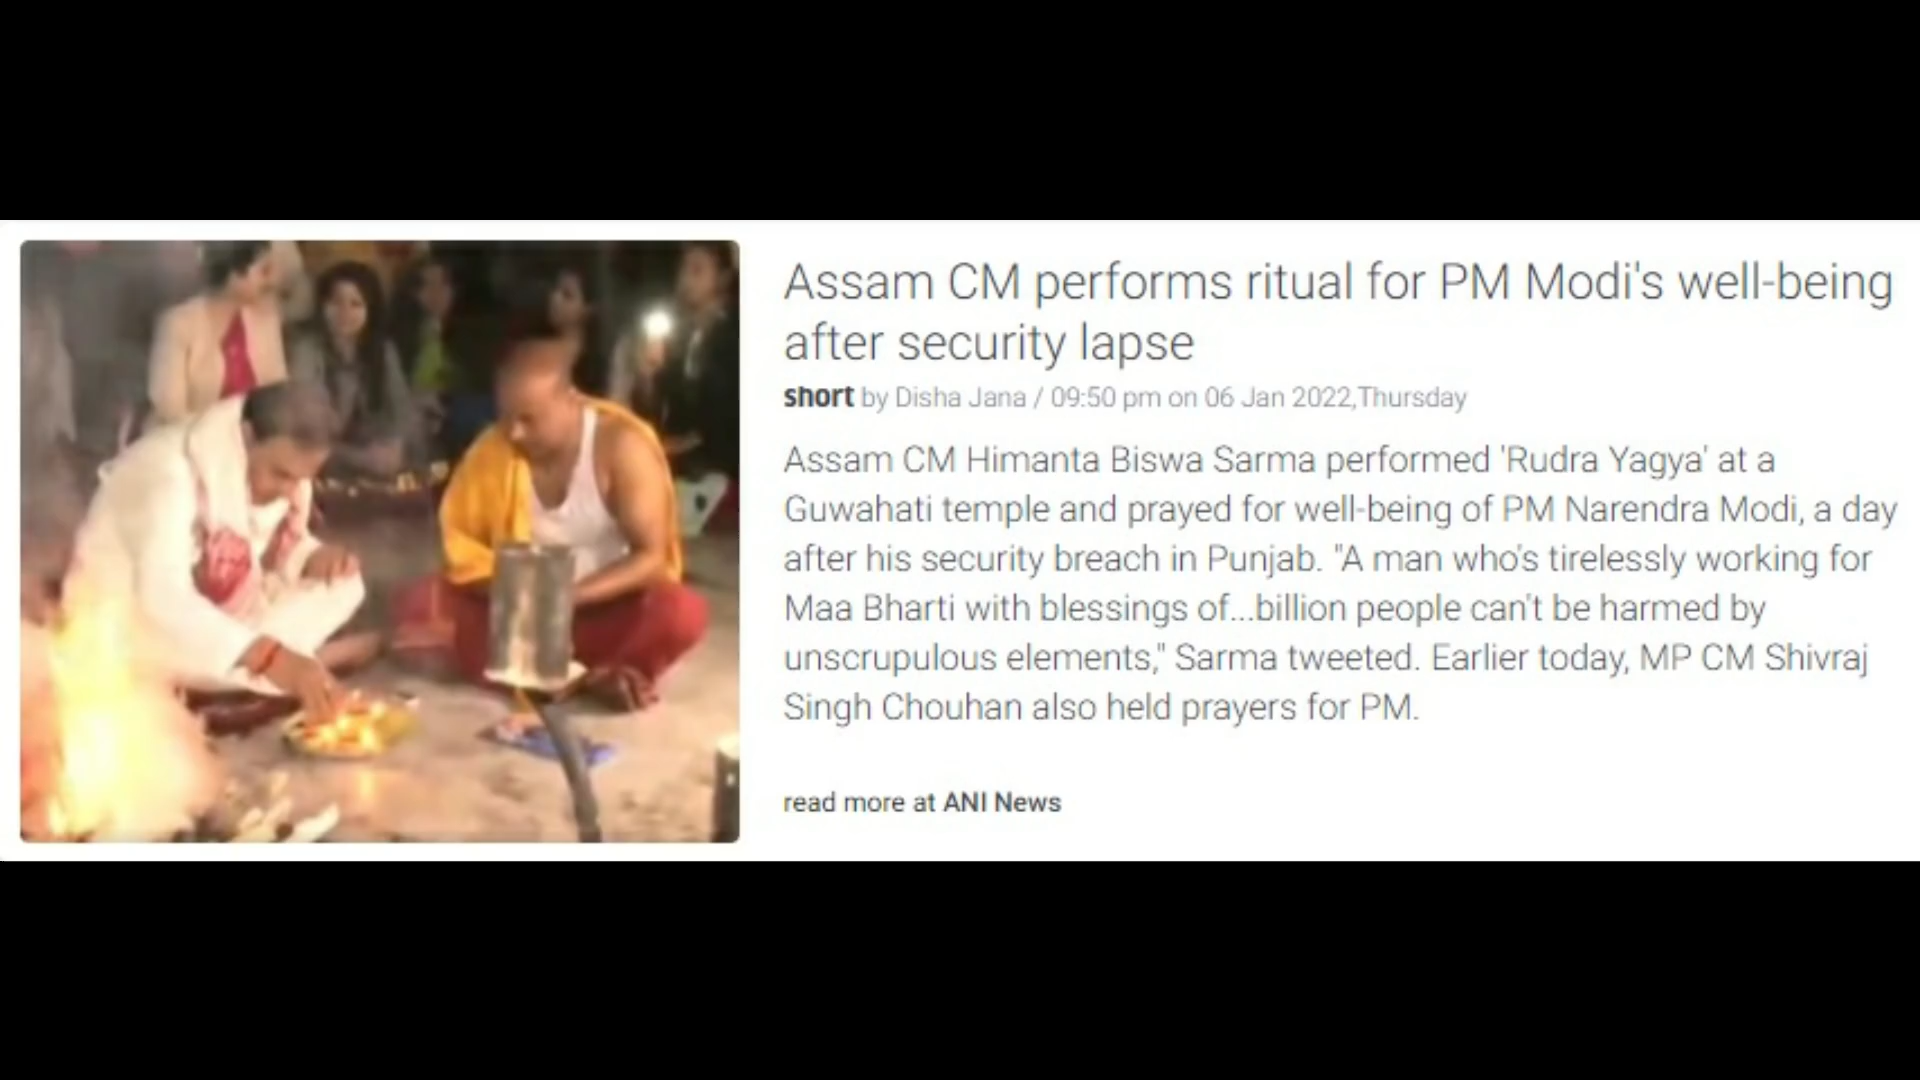 Assam CM performs ritual for PM Modi's well-being
after security lapse
short by Disha Jana / 09:50 pm on 06 Jan 2022,Thursday
Assam CM Himanta Biswa Sarma performed 'Rudra Yagya' at a
Guwahati temple and prayed for well-being of PM Narendra Modi, a day
after his security breach in Punjab. "A man who's tirelessly working for
Maa Bharti with blessings of...billion people can't be harmed by
unscrupulous elements," Sarma tweeted. Earlier today, MP CM Shivraj
Singh Chouhan also held prayers for PM.
read more at ANI News